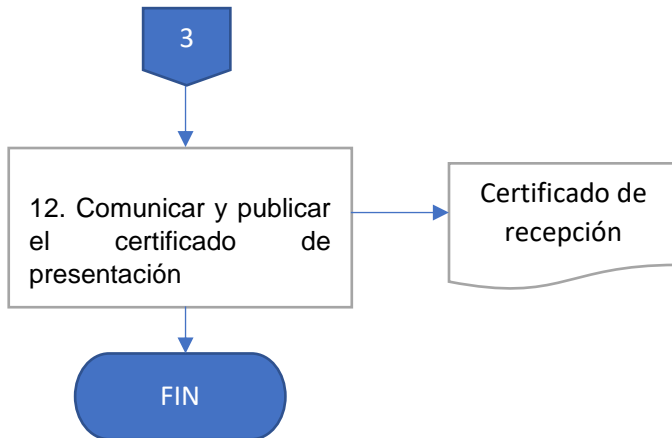 3
12. Comunicar y publicar
el certificado de
presentación
Certificado de
recepción
FIN